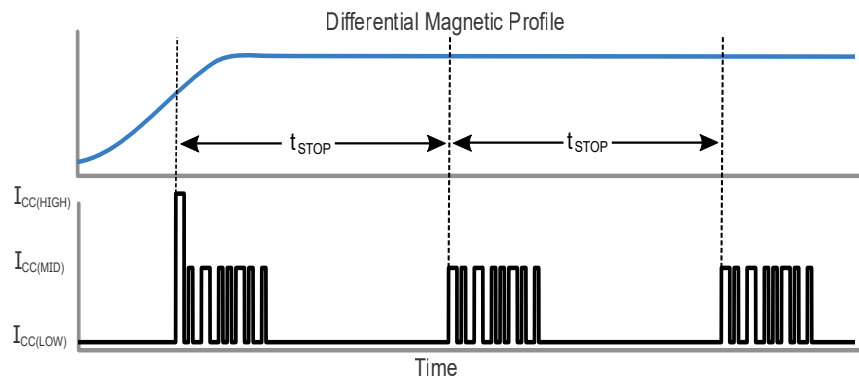 Differential Magnetic Profile
tSTOP
tSTOP
ICC(HIGH)
ICC(MID)
ICC(LOW)
Time